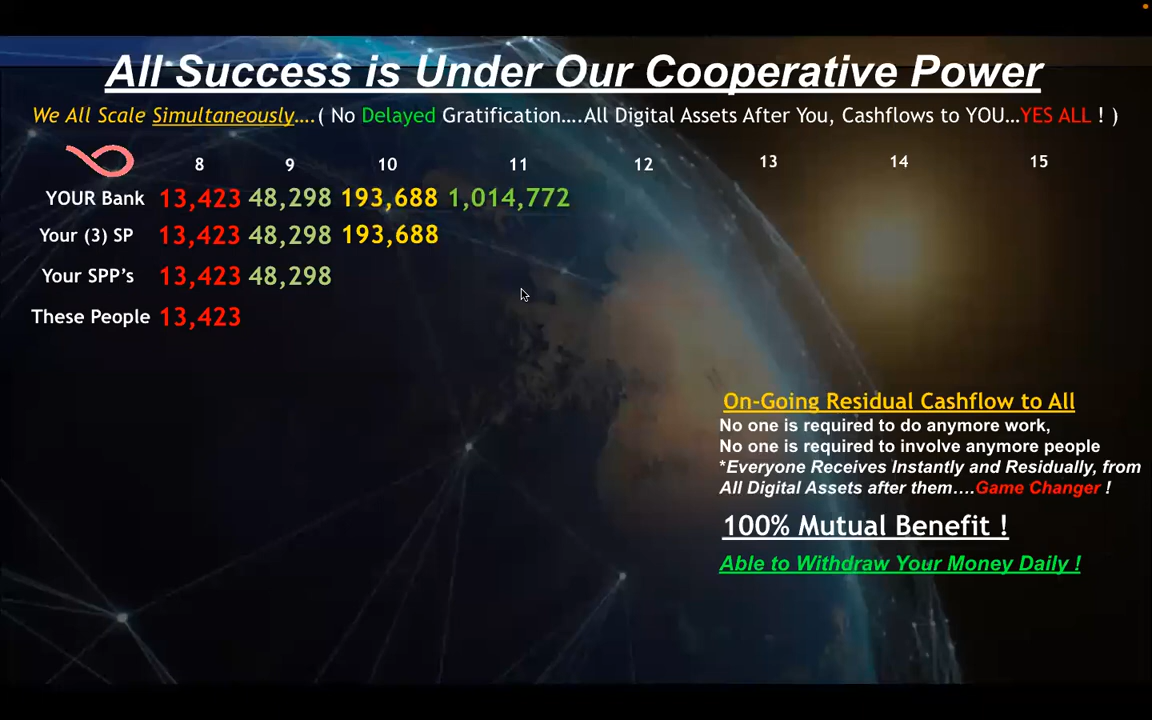 All Success is Under Our Cooperative Power
We All Scale Simultaneously....( No Delayed Gratification....All Digital Assets After You, Cashflows to YOU...YES ALL ! )
8 9 10 11 12 13 14 15
YOUR Bank 13,423 48,298 193,688 1,014,772
Your (3) SP 13,423 48,298 193,688
Your SPP's 13,423 48,298
These People 13,423
On-Going Residual Cashflow to All
No one is required to do anymore work,
No one is required to involve anymore people
*Everyone Receives Instantly and Residually, from
All Digital Assets after them....Game Changer !
100% Mutual Benefit !
Able to Withdraw Your Money Daily !